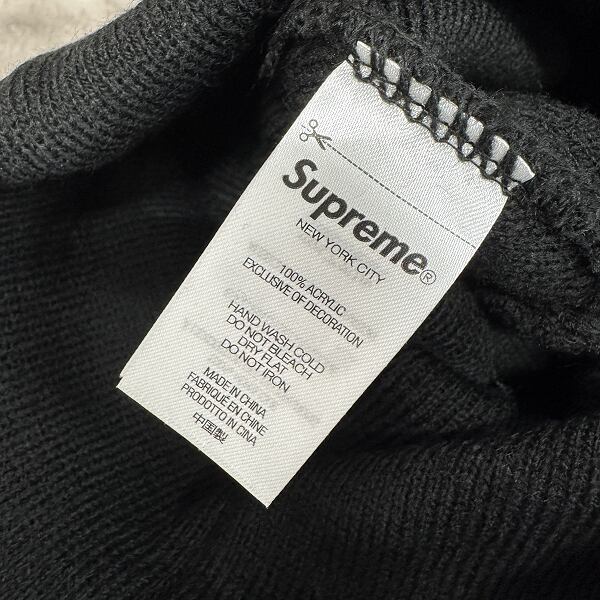 Supreme®
NEW YORK CITY
100% ACRYLIC
EXCLUSIVE OF DECORATION
HAND WASH COLD
DO NOT BLEACH
DRY FLAT
DO NOT IRON
MADE IN CHINA
FABRIQUÉ EN CHINE
PRODOTTO IN CINA
中国製